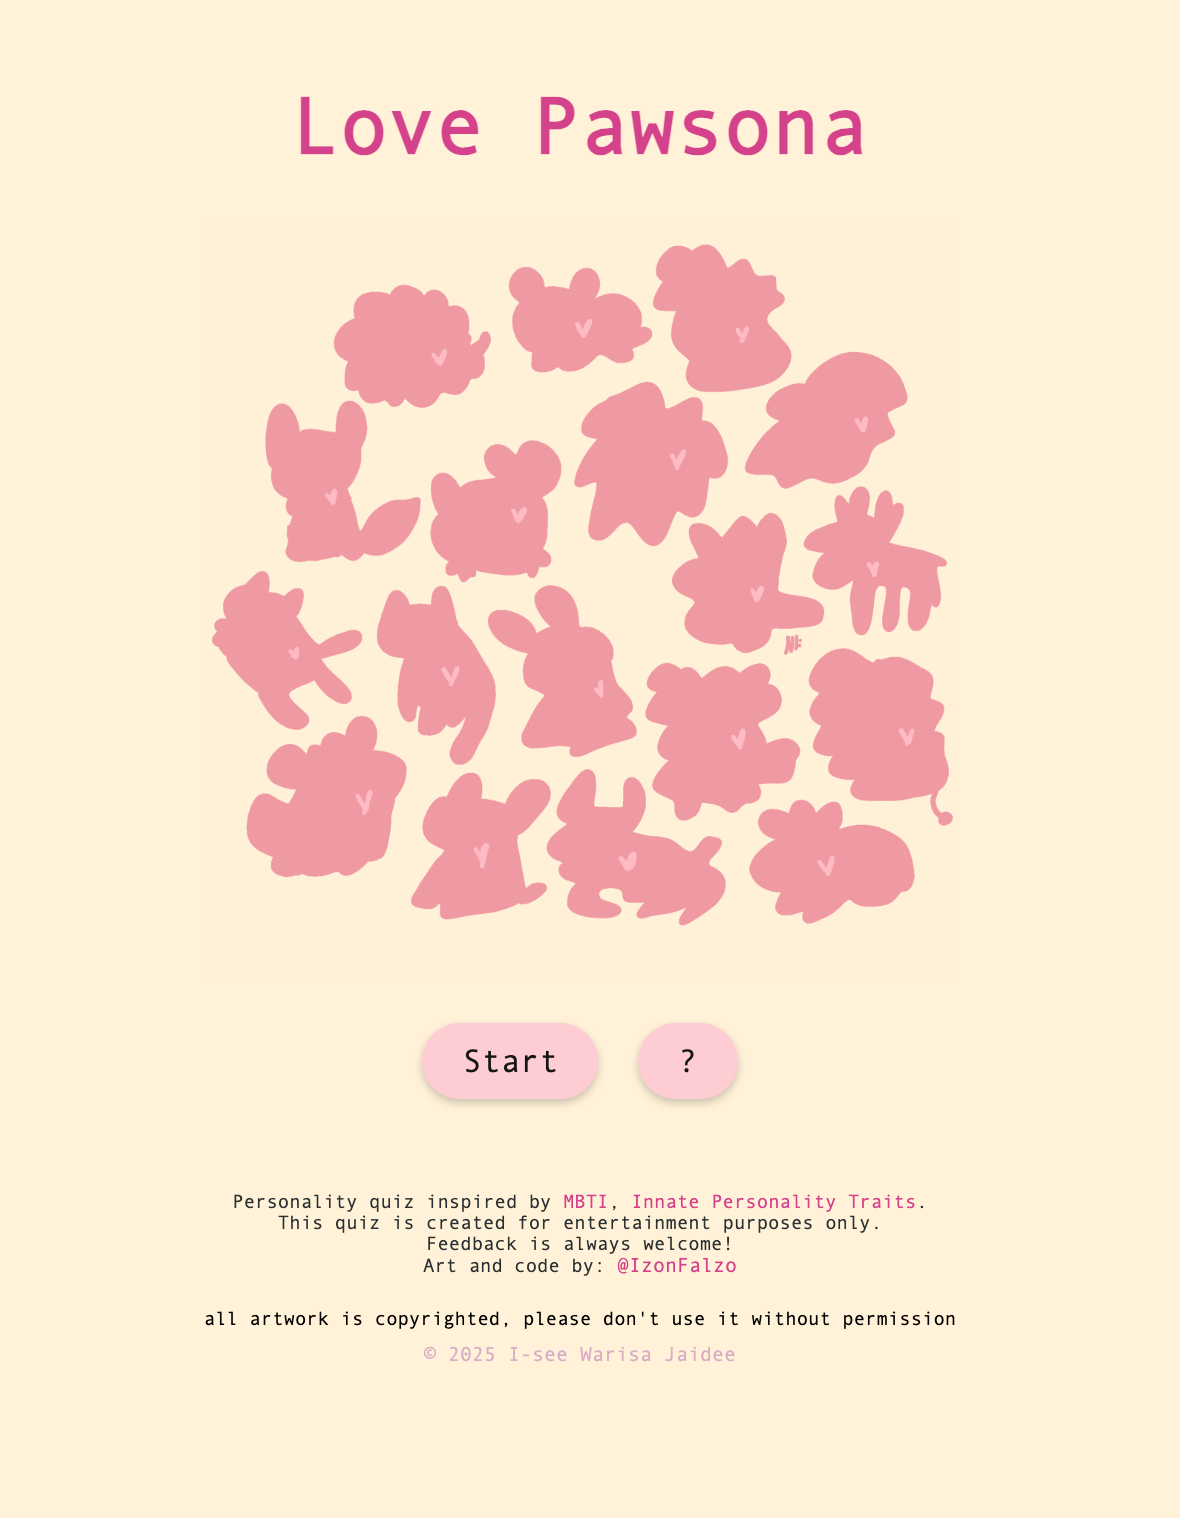 Love Pawsona
Start
?
Personality quiz inspired by MBTI, Innate Personality Traits.
This quiz is created for entertainment purposes only.
Feedback is always welcome!
Art and code by: @IzonFalzo
all artwork is copyrighted, please don't use it without permission
© 2025 I-see Warisa Jaidee